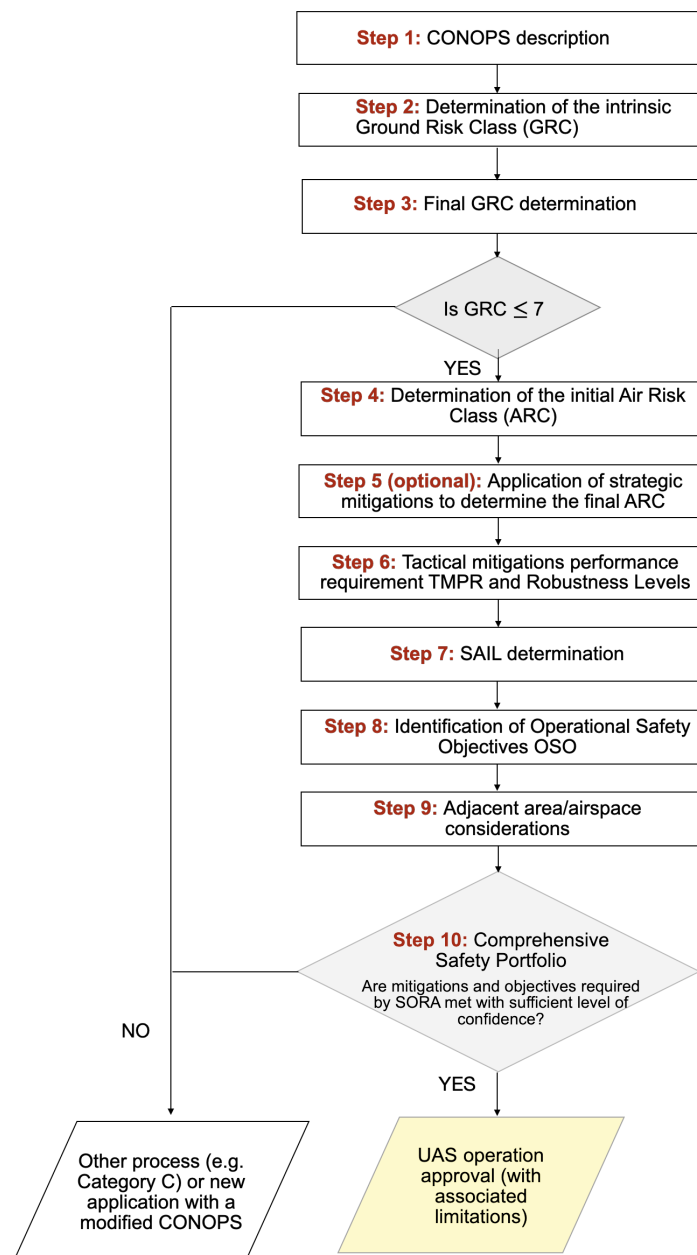 Step 1: CONOPS description
Step 2: Determination of the intrinsic
Ground Risk Class (GRC)
Step 3: Final GRC determination
Is GRC ≤ 7
YES
Step 4: Determination of the initial Air Risk
Class (ARC)
Step 5 (optional): Application of strategic
mitigations to determine the final ARC
Step 6: Tactical mitigations performance
requirement TMPR and Robustness Levels
Step 7: SAIL determination
Step 8: Identification of Operational Safety
Objectives OSO
Step 9: Adjacent area/airspace
considerations
Step 10: Comprehensive
Safety Portfolio
Are mitigations and objectives required
by SORA met with sufficient level of
confidence?
NO
YES
Other process (e.g.
Category C) or new
application with a
modified CONOPS
UAS operation
approval (with
associated
limitations)